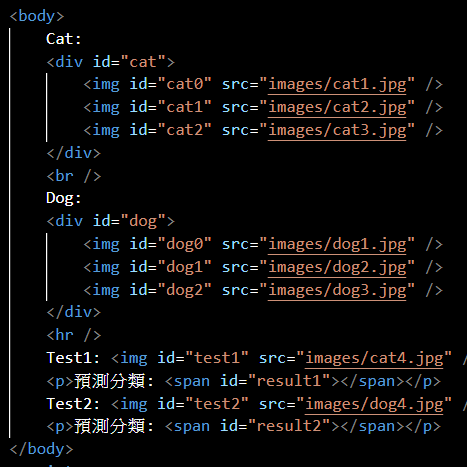 <body>
Cat:
<div id="cat">
<img id="cat0" src="images/cat1.jpg" />
<img id="cat1" src="images/cat2.jpg" />
<img id="cat2" src="images/cat3.jpg" />
</div>
<br />
Dog:
<div id="dog">
<img id="dog0" src="images/dog1.jpg" />
<img id="dog1" src="images/dog2.jpg" />
<img id="dog2" src="images/dog3.jpg" />
</div>
<hr />
Test1: <img id="test1" src="images/cat4.jpg" /
<p>預測分類: <span id="result1"></span></p>
Test2: <img id="test2" src="images/dog4.jpg" /
<p>預測分類: <span id="result2"></span></p>
</body>